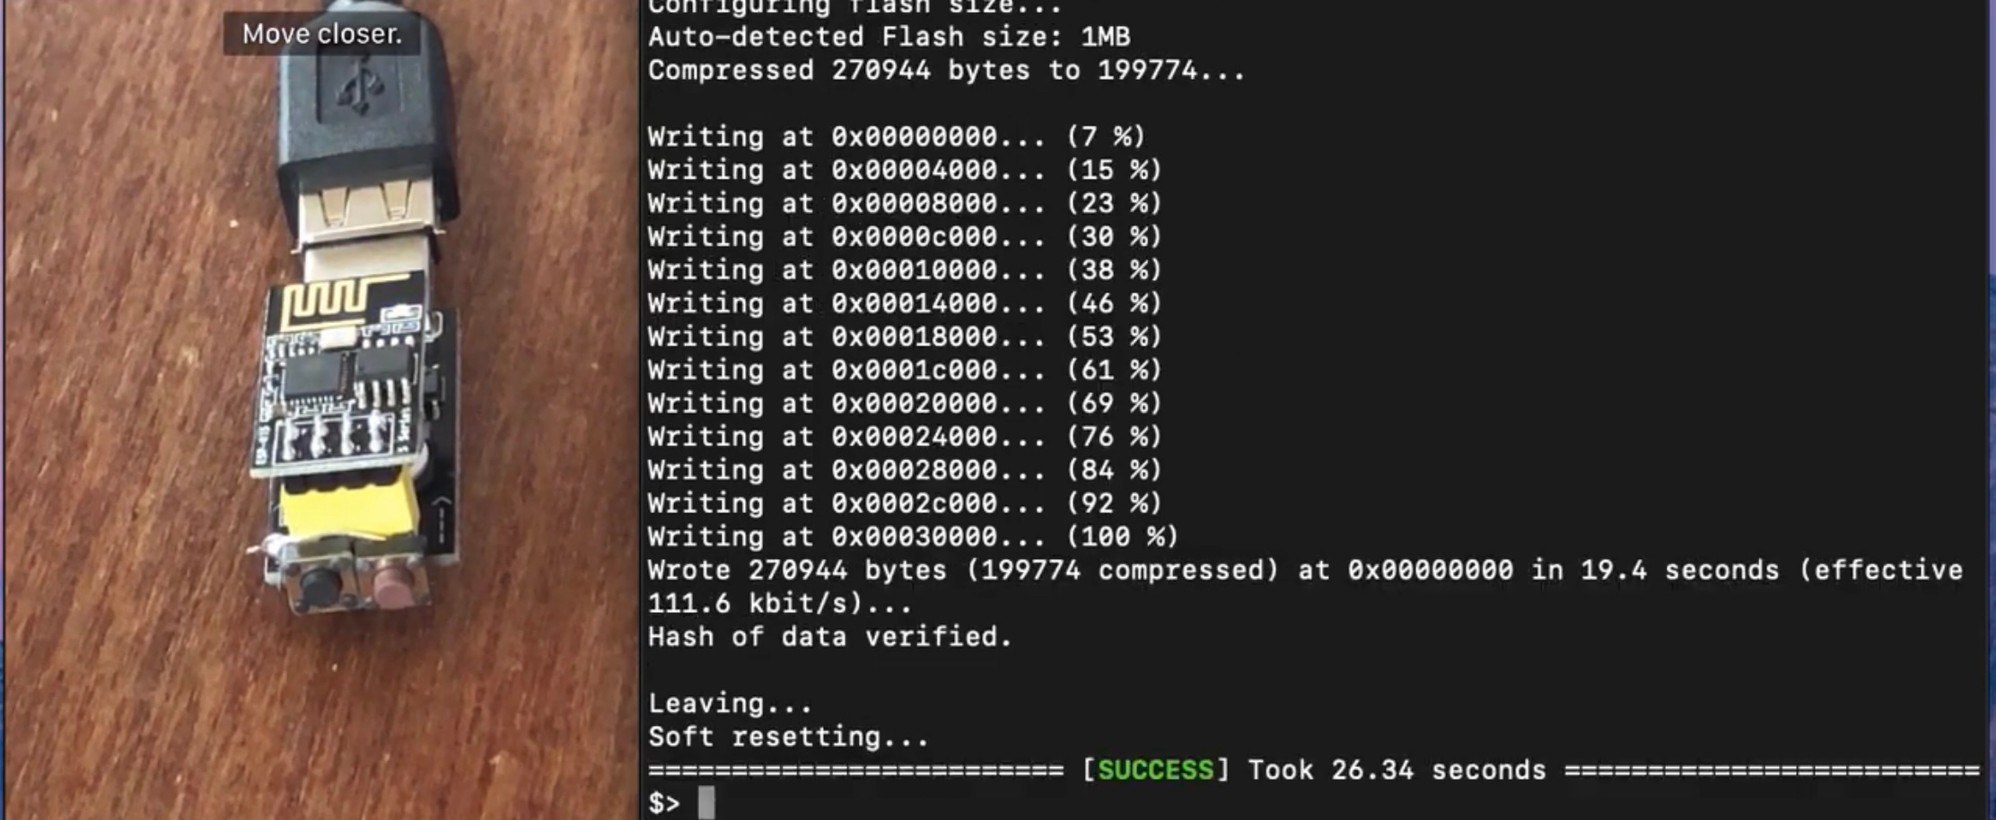 Move closer.
Configuring flash size...
Auto-detected Flash size: 1MB
Compressed 270944 bytes to 199774...
Writing at 0x00000000... (7 %)
Writing at 0x00004000... (15 %)
Writing at 0x00008000... (23 %)
Writing at 0x0000c000... (30 %)
Writing at 0x00010000... (38 %)
Writing at 0x00014000... (46 %)
Writing at 0x00018000... (53 %)
Writing at 0x0001c000... (61 %)
Writing at 0x00020000... (69 %)
Writing at 0x00024000... (76 %)
Writing at 0x00028000... (84 %)
Writing at 0x0002c000... (92 %)
Writing at 0x00030000... (100 %)
Wrote 270944 bytes (199774 compressed) at 0x00000000 in 19.4 seconds (effective
111.6 kbit/s)...
Hash of data verified.
Leaving...
Soft resetting...
========================= [SUCCESS] Took 26.34 seconds =========================
$>